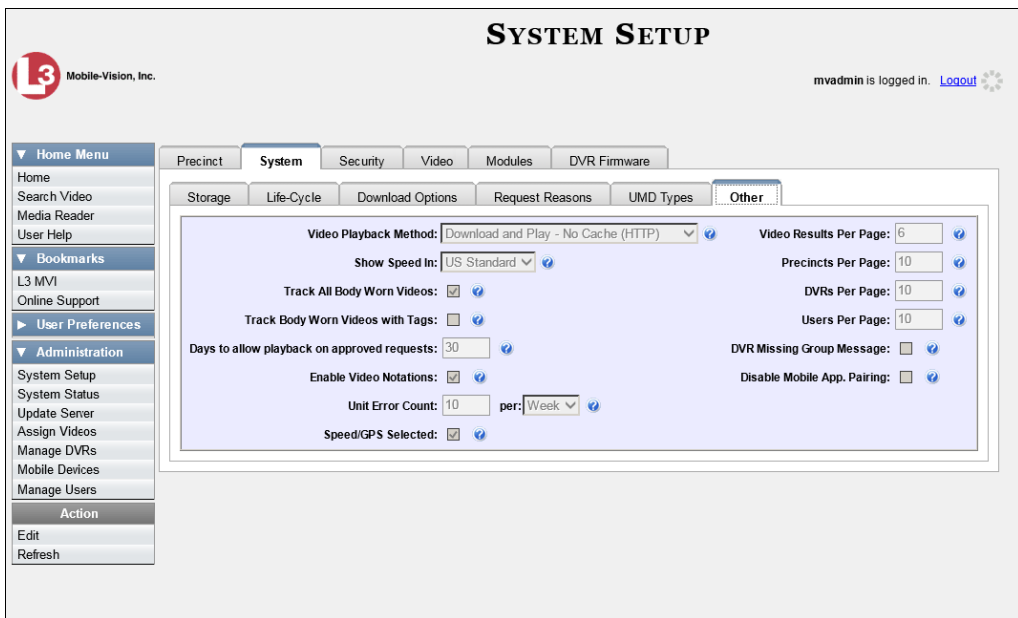 SYSTEM SETUP
L3 Mobile-Vision, Inc.
mvadmin is logged in. Logout
▼ Home Menu
Home
Search Video
Media Reader
User Help
▼ Bookmarks
L3 MVI
Online Support
▶ User Preferences
▼ Administration
System Setup
System Status
Update Server
Assign Videos
Manage DVRs
Mobile Devices
Manage Users
Action
Edit
Refresh
Precinct System Security Video Modules DVR Firmware
Storage Life-Cycle Download Options Request Reasons UMD Types Other
Video Playback Method: Download and Play - No Cache (HTTP) ?
Show Speed In: US Standard ?
Track All Body Worn Videos: ?
Track Body Worn Videos with Tags: ?
Days to allow playback on approved requests: 30 ?
Enable Video Notations: ?
Unit Error Count: 10 per: Week ?
Speed/GPS Selected: ?
Video Results Per Page: 6 ?
Precincts Per Page: 10 ?
DVRs Per Page: 10 ?
Users Per Page: 10 ?
DVR Missing Group Message: ?
Disable Mobile App. Pairing: ?